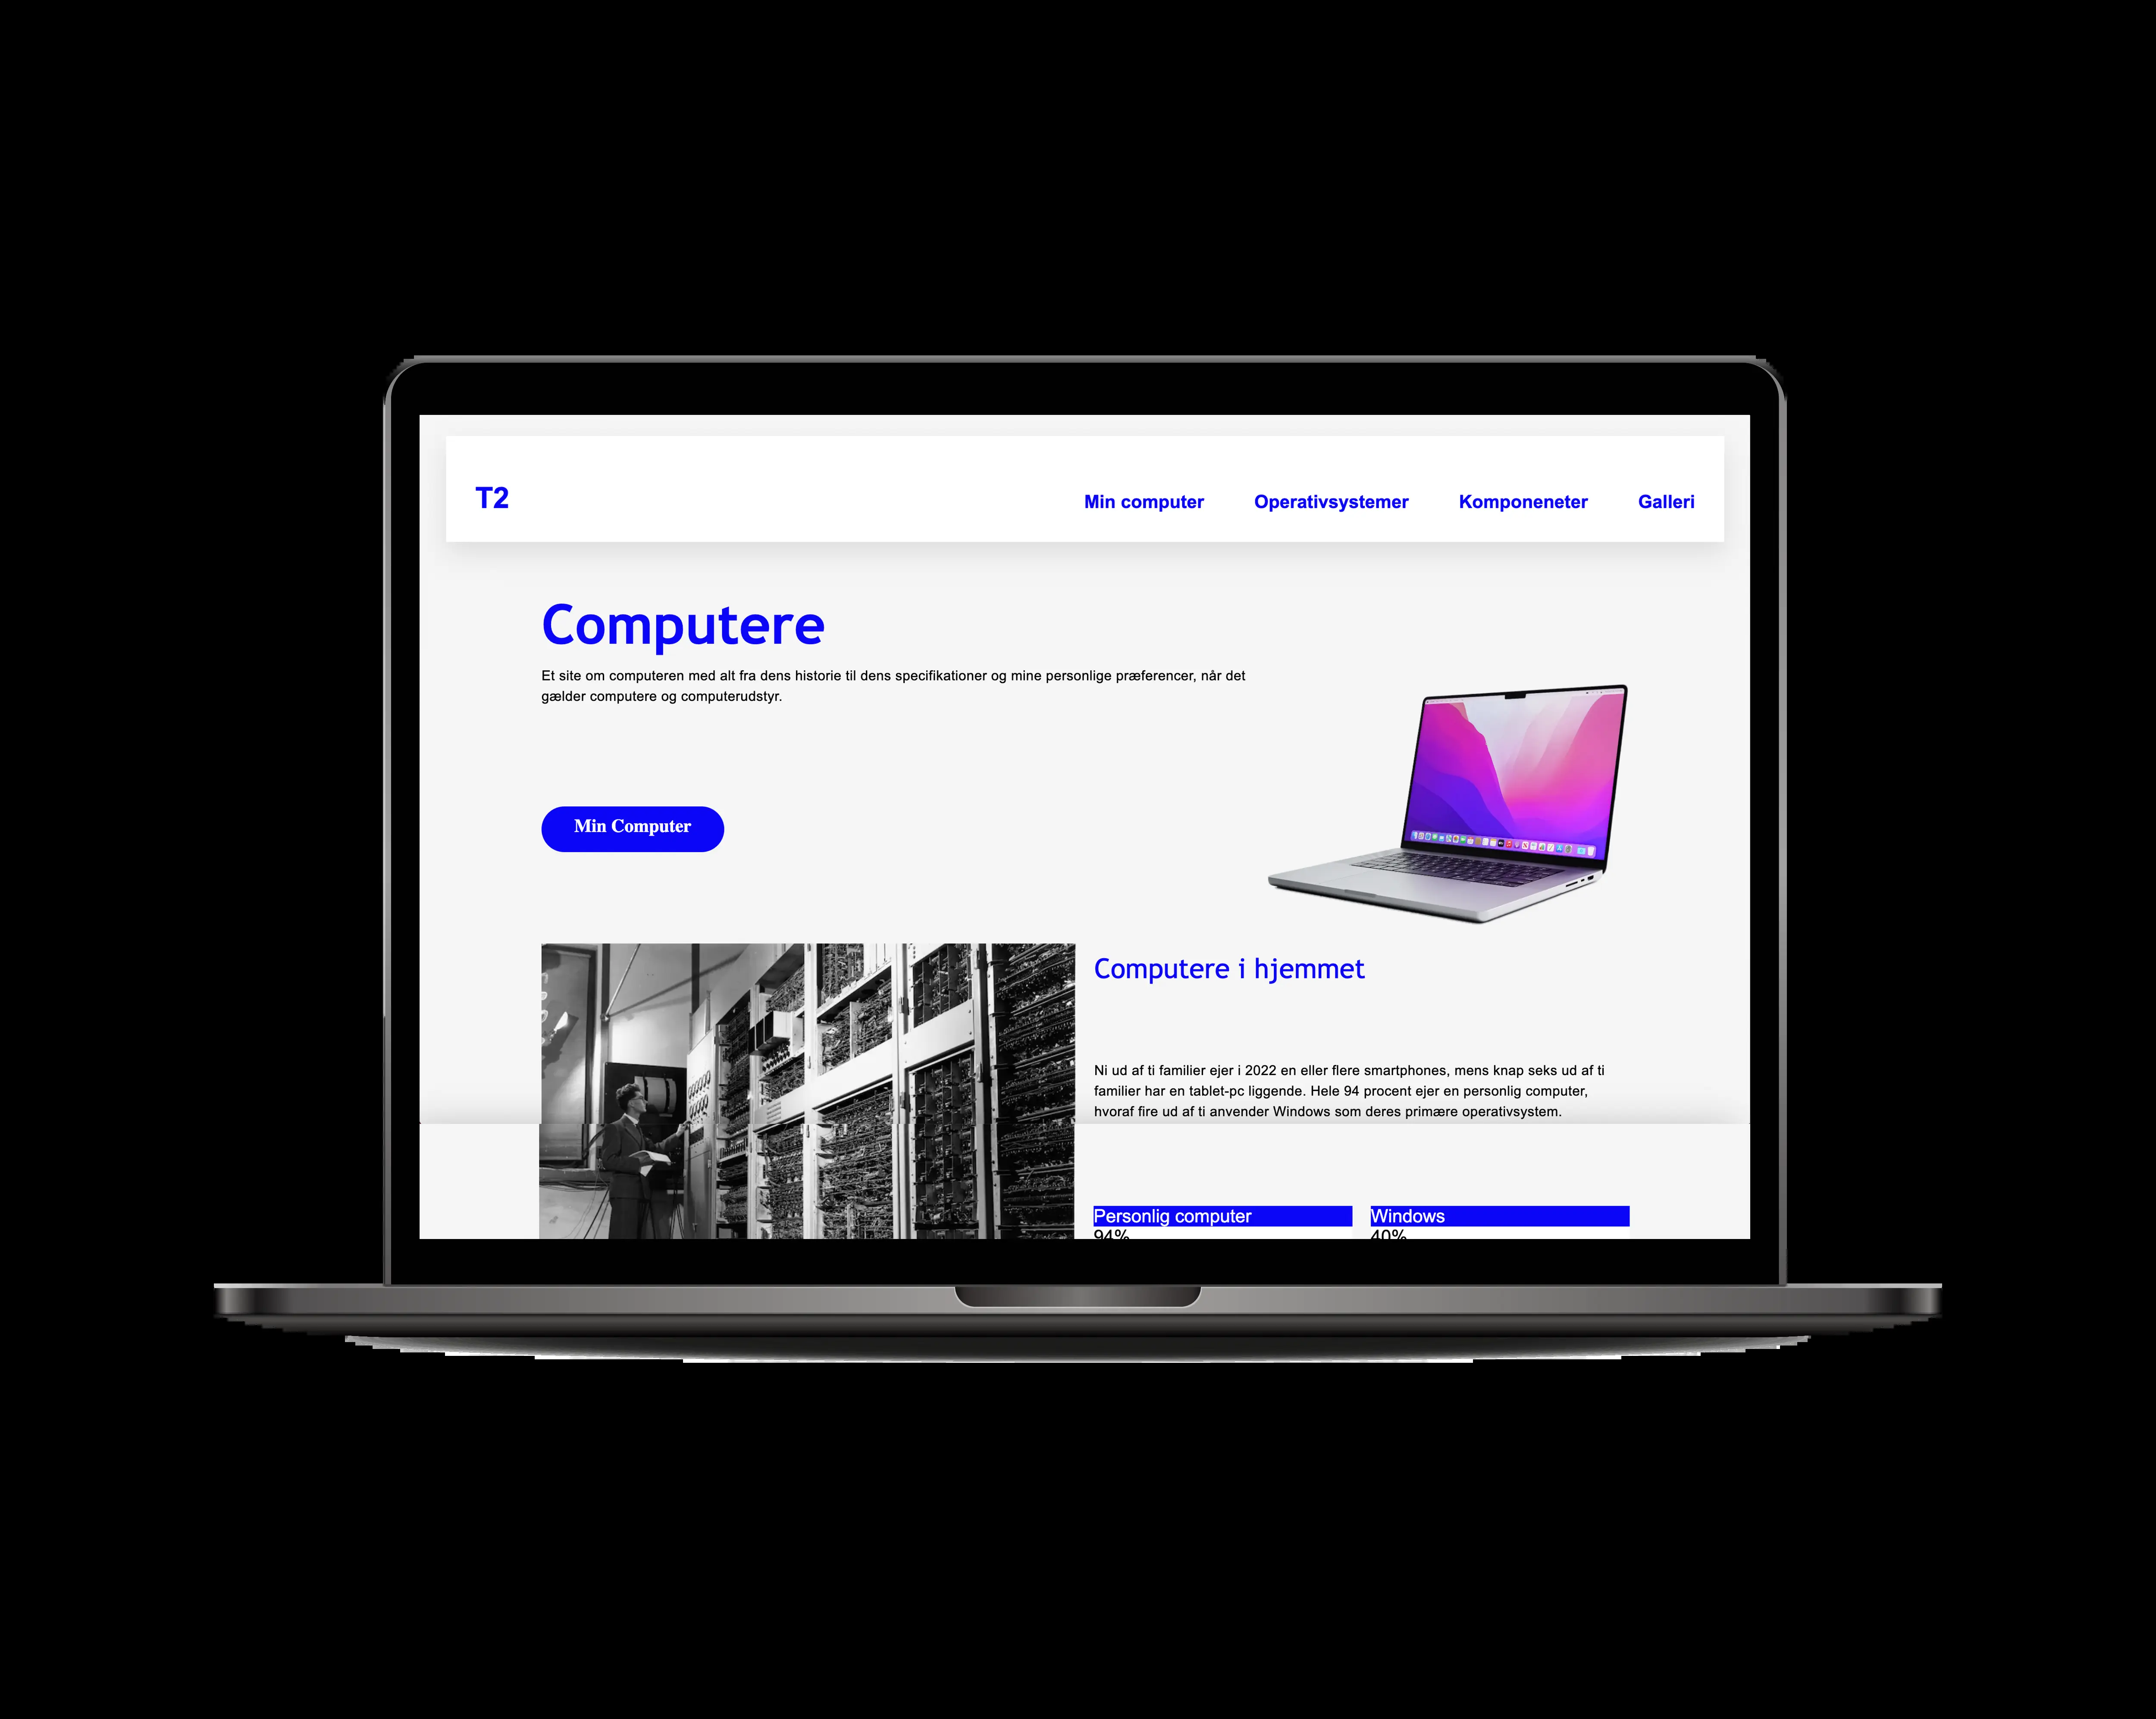 T2
Min computer Operativsystemer Komponeneter Galleri
Computere
Et site om computeren med alt fra dens historie til dens specifikationer og mine personlige præferencer, når det
gælder computere og computerudstyr.
Min Computer
Computere i hjemmet
Ni ud af ti familier ejer i 2022 en eller flere smartphones, mens knap seks ud af ti
familier har en tablet-pc liggende. Hele 94 procent ejer en personlig computer,
hvoraf fire ud af ti anvender Windows som deres primære operativsystem.
Personlig computer Windows
94% 40%